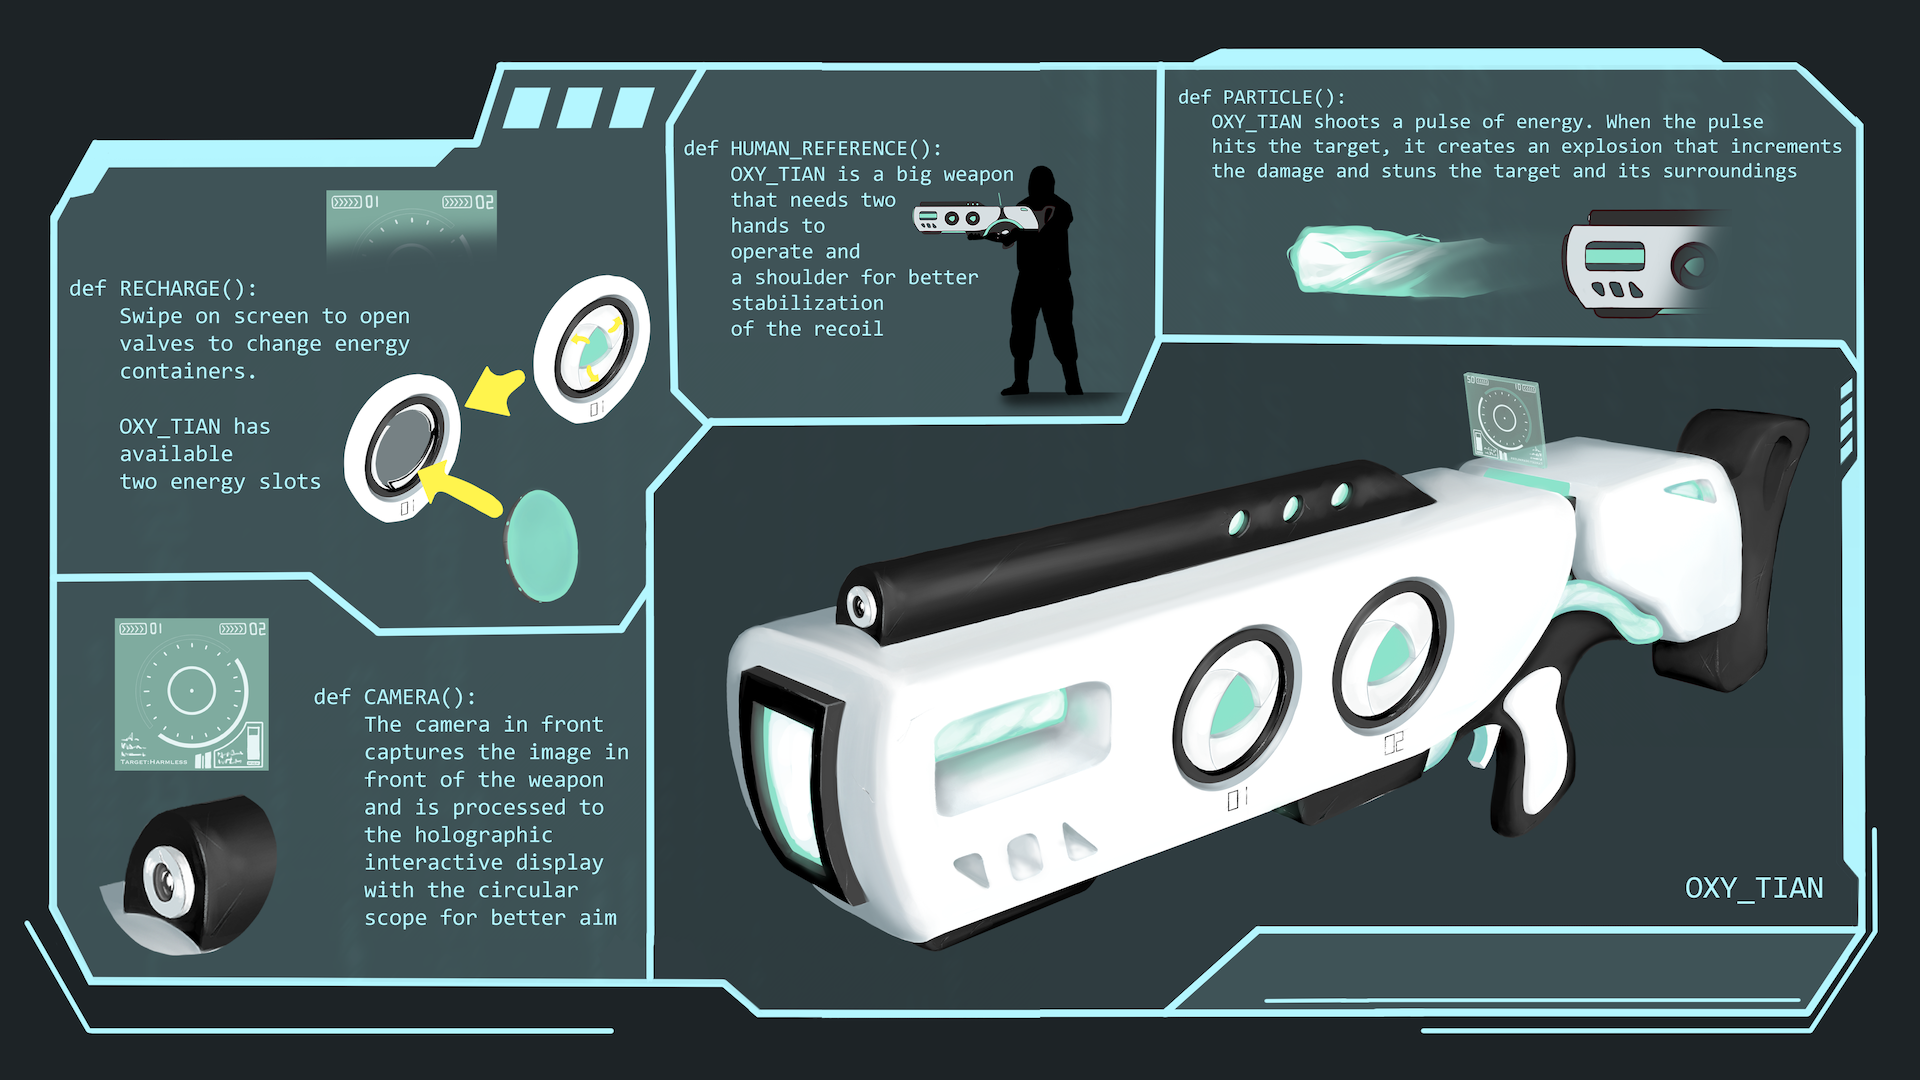 def RECHARGE():
Swipe on screen to open
valves to change energy
containers.
OXY_TIAN has
available
two energy slots
01
02
01
01
def HUMAN_REFERENCE():
OXY_TIAN is a big weapon
that needs two
hands to
operate and
a shoulder for better
stabilization
of the recoil
def PARTICLE():
OXY_TIAN shoots a pulse of energy. When the pulse
hits the target, it creates an explosion that increments
the damage and stuns the target and its surroundings
01
02
TARGET:HARMLESS
def CAMERA():
The camera in front
captures the image in
front of the weapon
and is processed to
the holographic
interactive display
with the circular
scope for better aim
01
02
OXY_TIAN